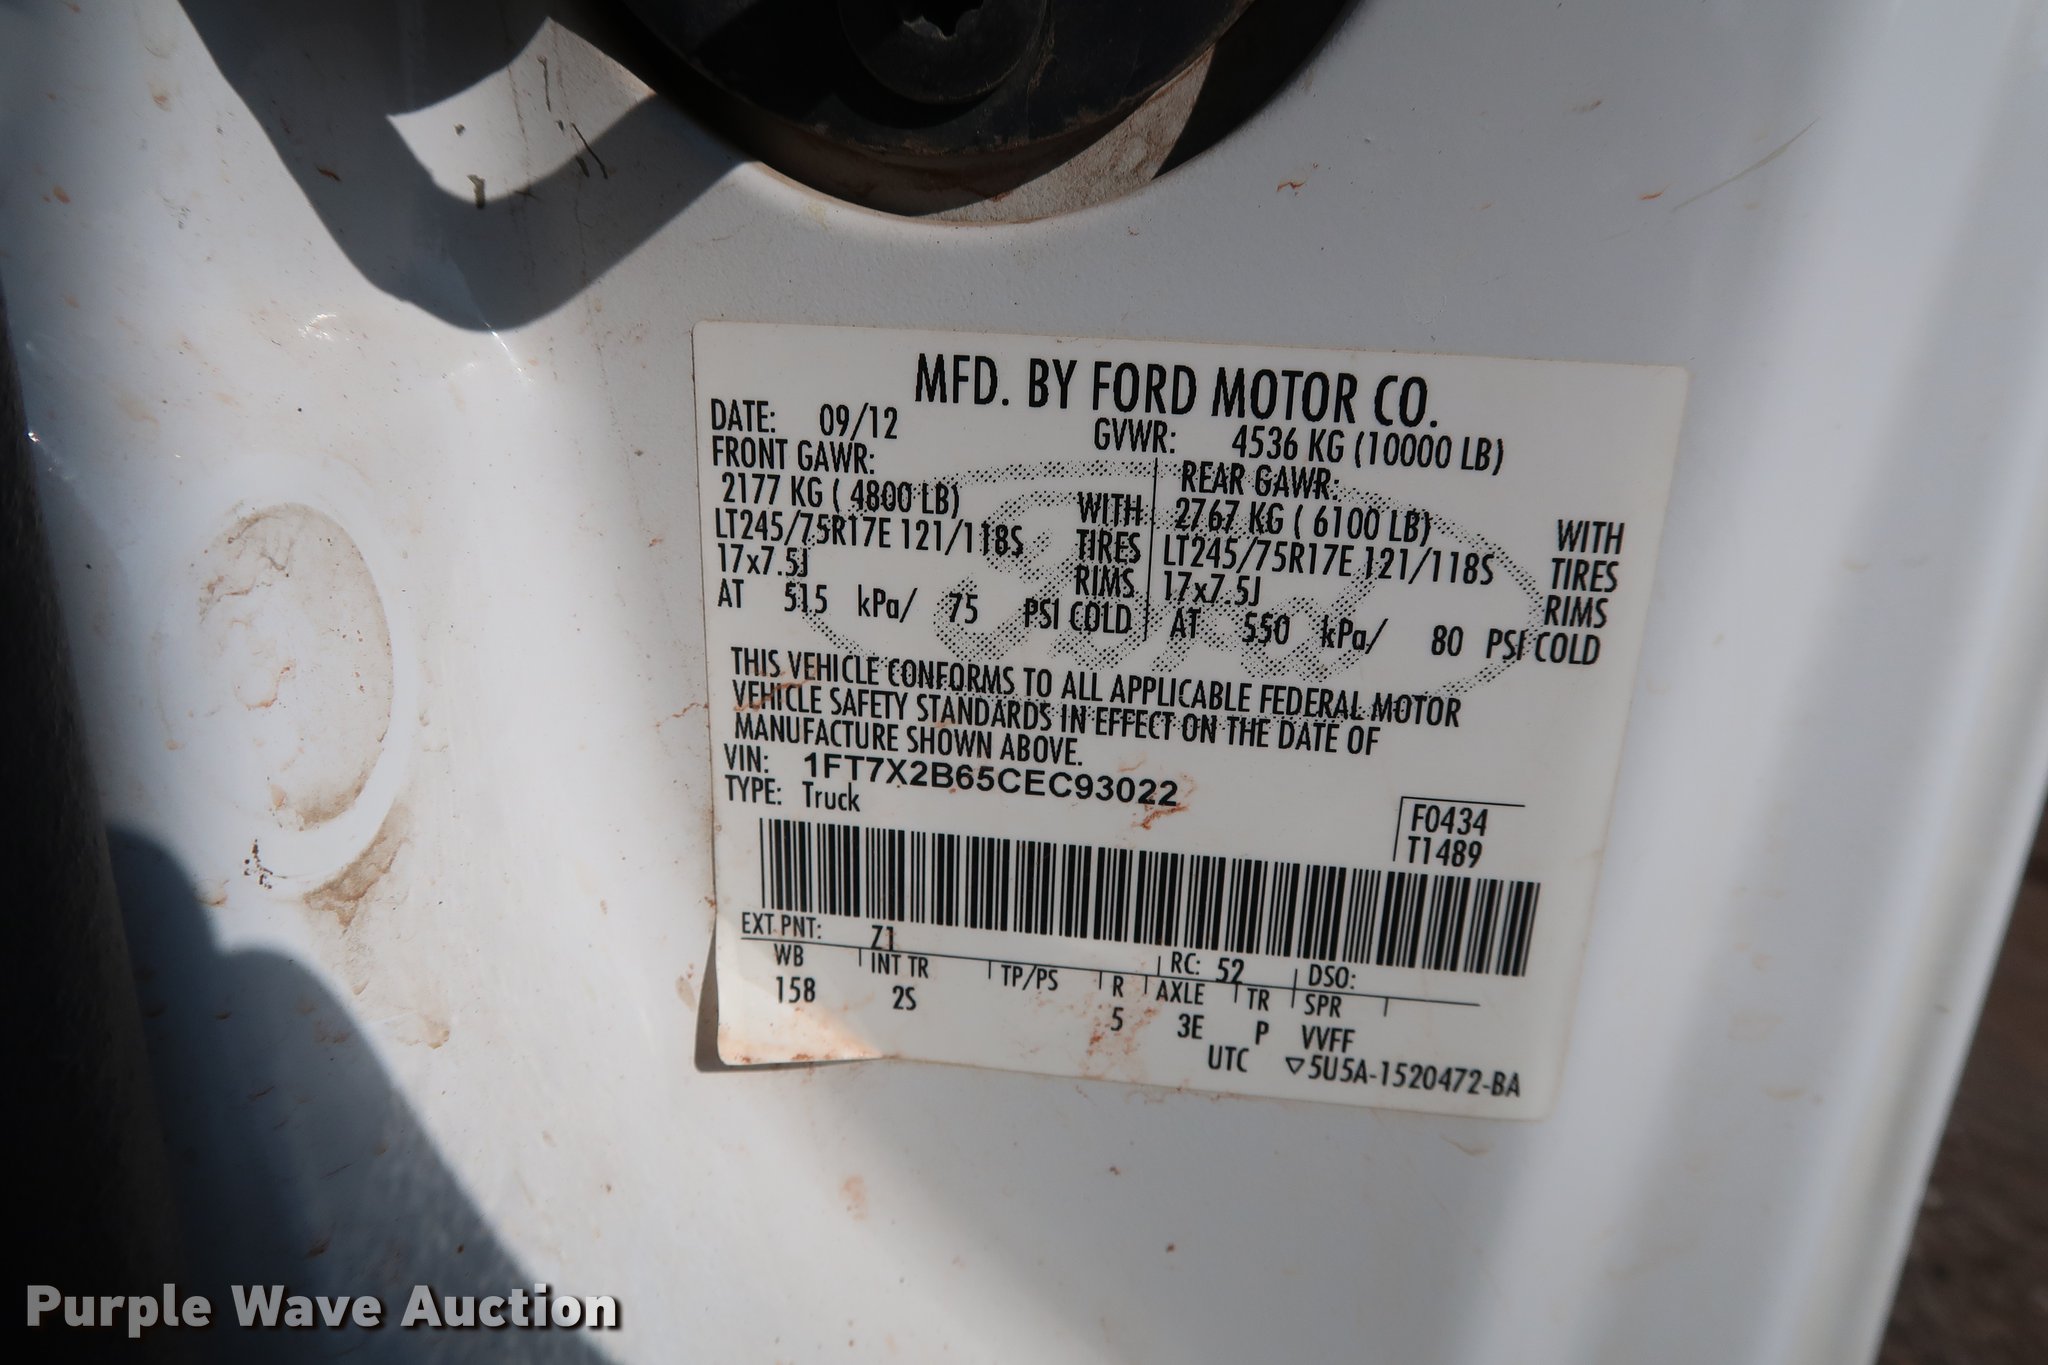 MFD. BY FORD MOTOR CO.
DATE: 09/12 GVWR: 4536 KG (10000 LB)
FRONT GAWR: REAR GAWR:
2177 KG ( 4800 LB) WITH 2767 KG ( 6100 LB) WITH
LT245/75R17E 121/118S TIRES LT245/75R17E 121/118S TIRES
17x7.5J RIMS 17x7.5J RIMS
AT 515 kPa/ 75 PSI COLD AT 550 kPa/ 80 PSI COLD
THIS VEHICLE CONFORMS TO ALL APPLICABLE FEDERAL MOTOR
VEHICLE SAFETY STANDARDS IN EFFECT ON THE DATE OF
MANUFACTURE SHOWN ABOVE.
VIN: 1FT7X2B65CEC93022
TYPE: Truck
F0434
T1489
EXT PNT: Z1 RC: 52 DSO:
WB INT TR TP/PS R AXLE TR SPR
158 2S 5 3E P VVFF
UTC ▽5U5A-1520472-BA
Purple Wave Auction